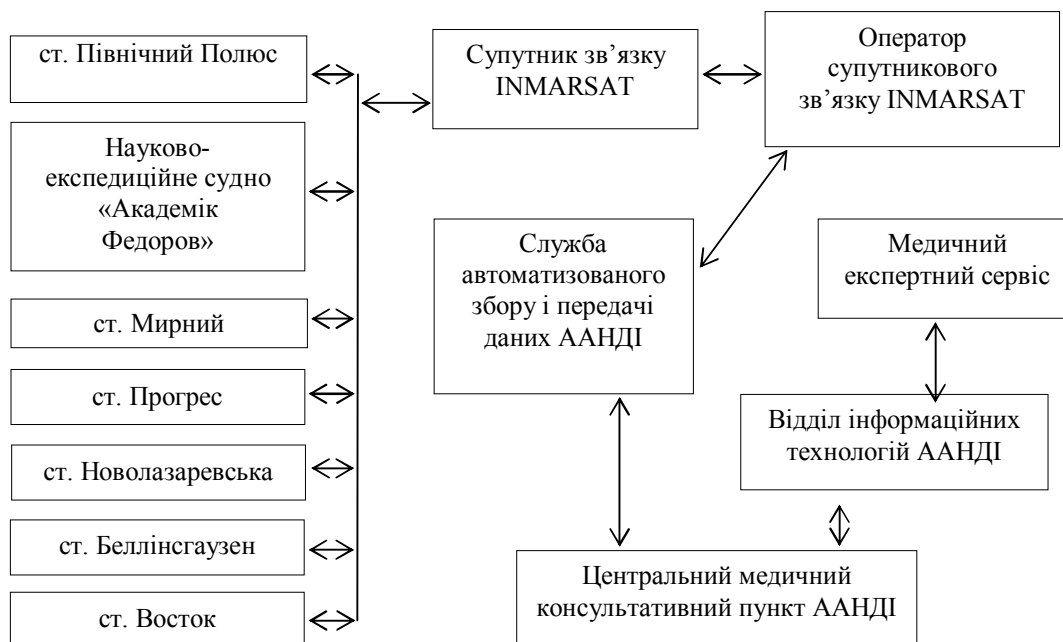 ст. Північний Полюс
Науково-
експедиційне судно
«Академік
Федоров»
ст. Мирний
ст. Прогрес
ст. Новолазаревська
ст. Беллінсгаузен
ст. Восток
Супутник зв’язку
INMARSAT
Оператор
супутникового
зв’язку INMARSAT
Служба
автоматизованого
збору і передачі
даних ААНДІ
Медичний
експертний сервіс
Відділ інформаційних
технологій ААНДІ
Центральний медичний
консультативний пункт ААНДІ